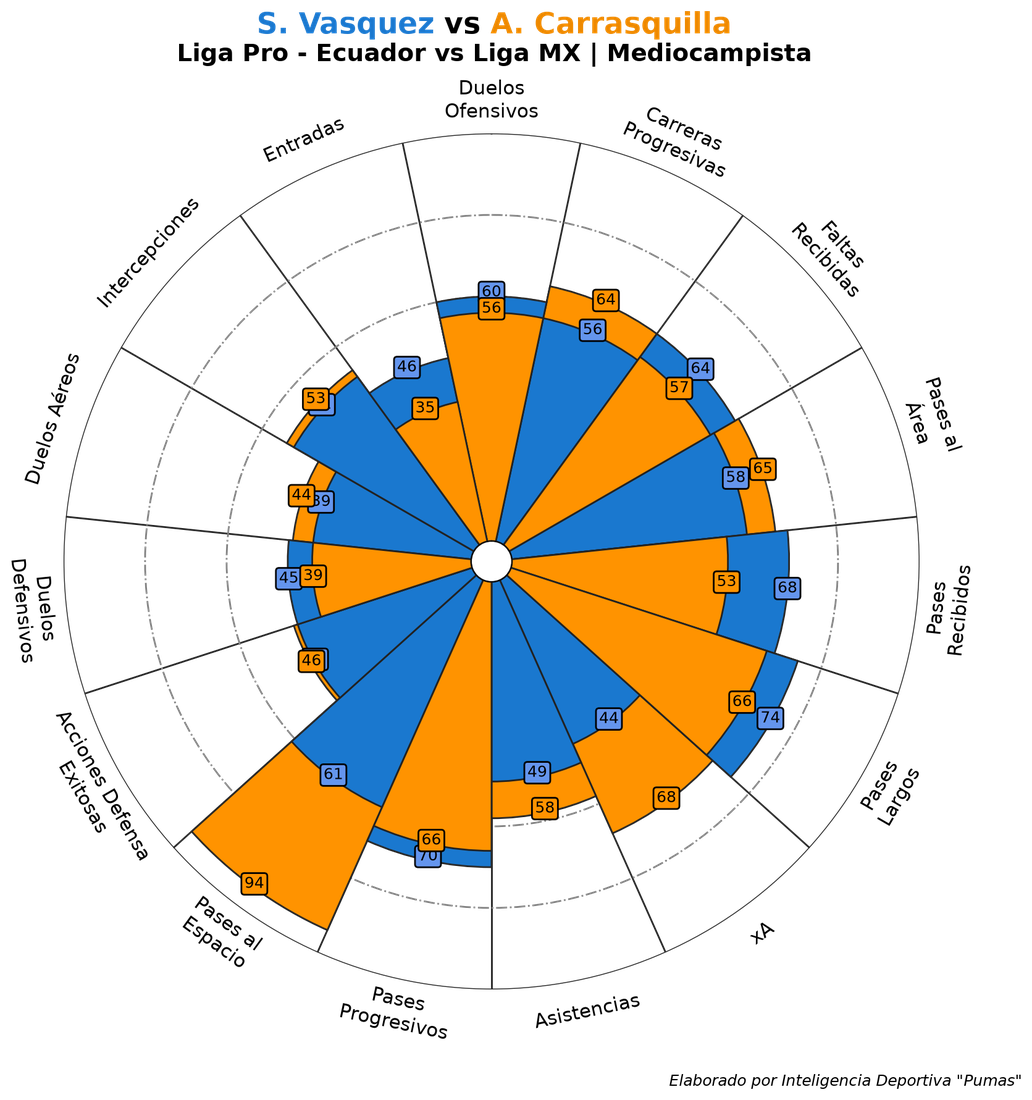 S. Vasquez vs A. Carrasquilla
Liga Pro - Ecuador vs Liga MX | Mediocampista
Duelos
Ofensivos
60
56
Carreras
Progresivas
64
56
Faltas
Recibidas
64
57
Pases al
Área
65
58
Pases
Recibidos
53
68
Pases
Largos
66
74
xA
44
68
Asistencias
49
58
Pases
Progresivos
66
70
Pases al
Espacio
61
94
Acciones Defensa
Exitosas
46
Duelos
Defensivos
45
39
Duelos Aéreos
44
39
Intercepciones
53
Entradas
46
35
Elaborado por Inteligencia Deportiva "Pumas"